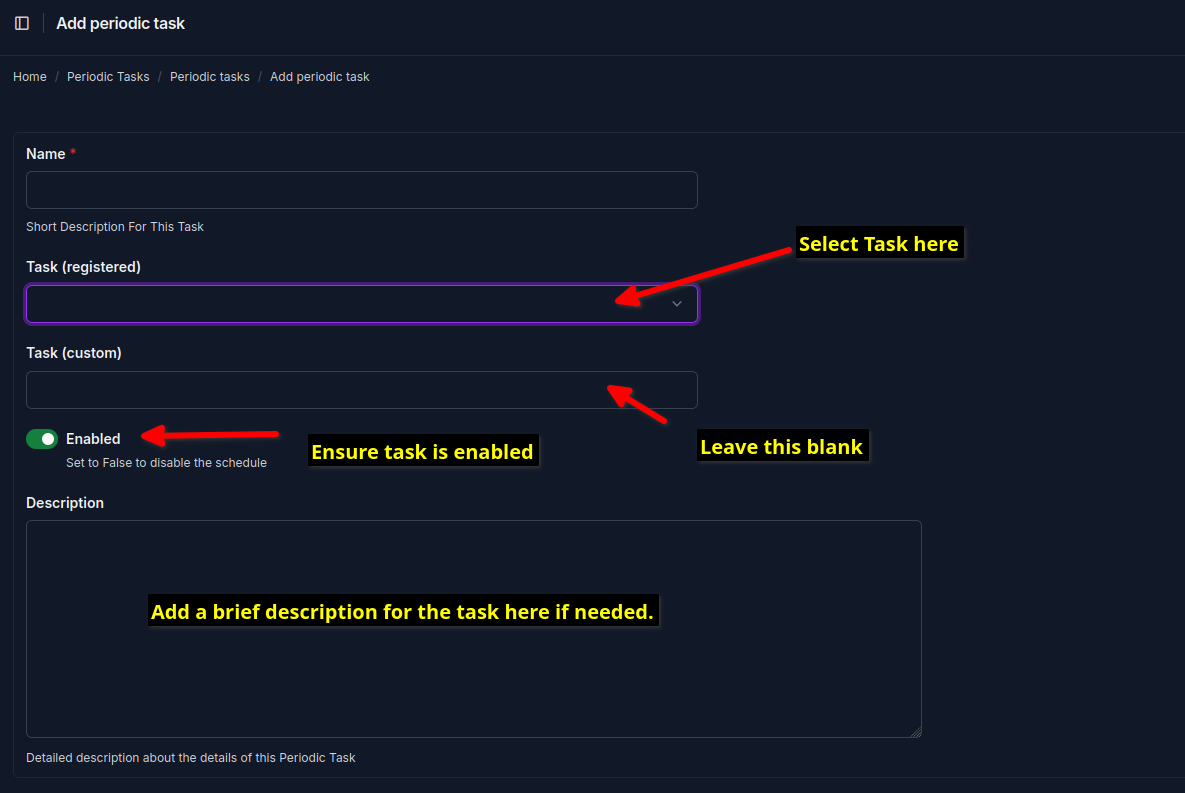 Add periodic task
Home / Periodic Tasks / Periodic tasks / Add periodic task
Name *
Short Description For This Task
Select Task here
Task (registered)
Task (custom)
Enabled
Ensure task is enabled
Leave this blank
Set to False to disable the schedule
Description
Add a brief description for the task here if needed.
Detailed description about the details of this Periodic Task